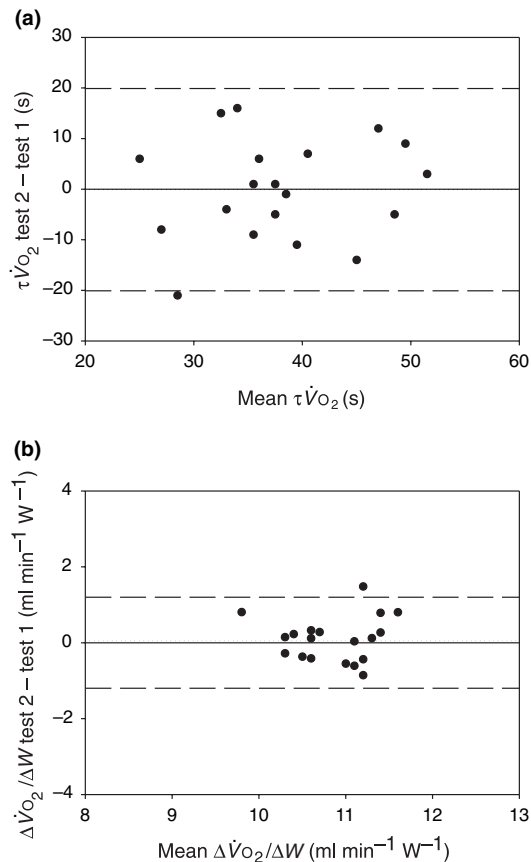 (a)
30
20
10
0
−10
−20
−30
τV̇O₂ test 2 – test 1 (s)
20 30 40 50 60
Mean τV̇O₂ (s)
(b)
4
2
0
−2
−4
ΔV̇O₂/ΔW test 2 – test 1 (ml min⁻¹ W⁻¹)
8 9 10 11 12 13
Mean ΔV̇O₂/ΔW (ml min⁻¹ W⁻¹)